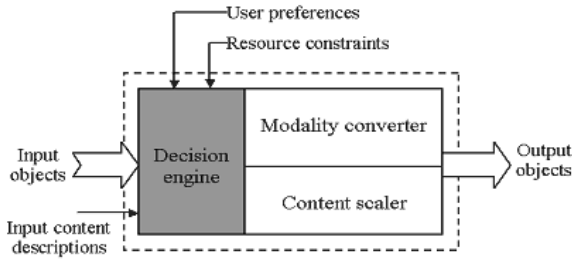 User preferences
Resource constraints
Modality converter
Input
objects
Decision
engine
Output
objects
Content scaler
Input content
descriptions